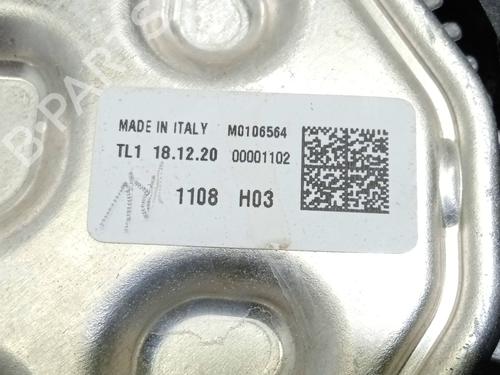 B-PARTS
MADE IN ITALY M0106564
TL1 18.12.20 00001102
1108 H03